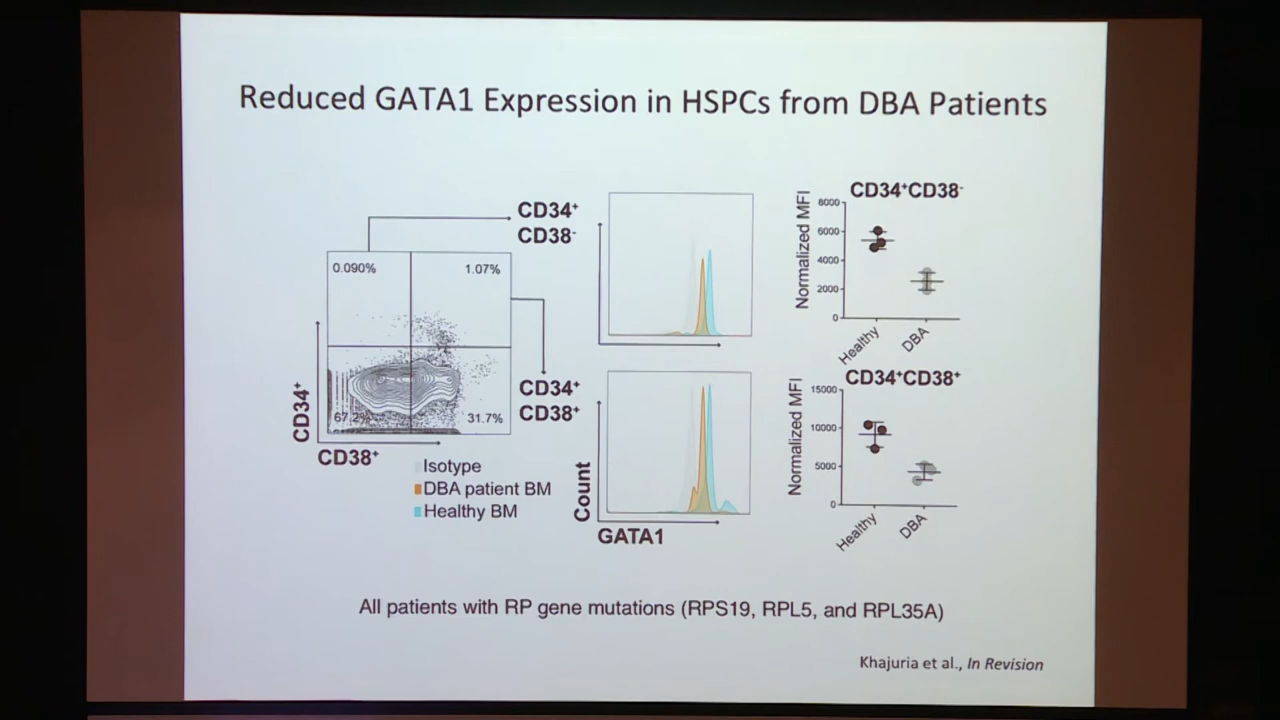 Reduced GATA1 Expression in HSPCs from DBA Patients
CD34⁺
CD38⁻
0.090%
1.07%
67.2%
31.7%
CD34⁺
CD38⁺
CD34⁺
CD38⁺
Isotype
DBA patient BM
Healthy BM
Count
GATA1
CD34⁺CD38⁻
Normalized MFI
8000
6000
4000
2000
0
Healthy
DBA
CD34⁺CD38⁺
Normalized MFI
15000
10000
5000
0
Healthy
DBA
All patients with RP gene mutations (RPS19, RPL5, and RPL35A)
Khajuria et al., In Revision